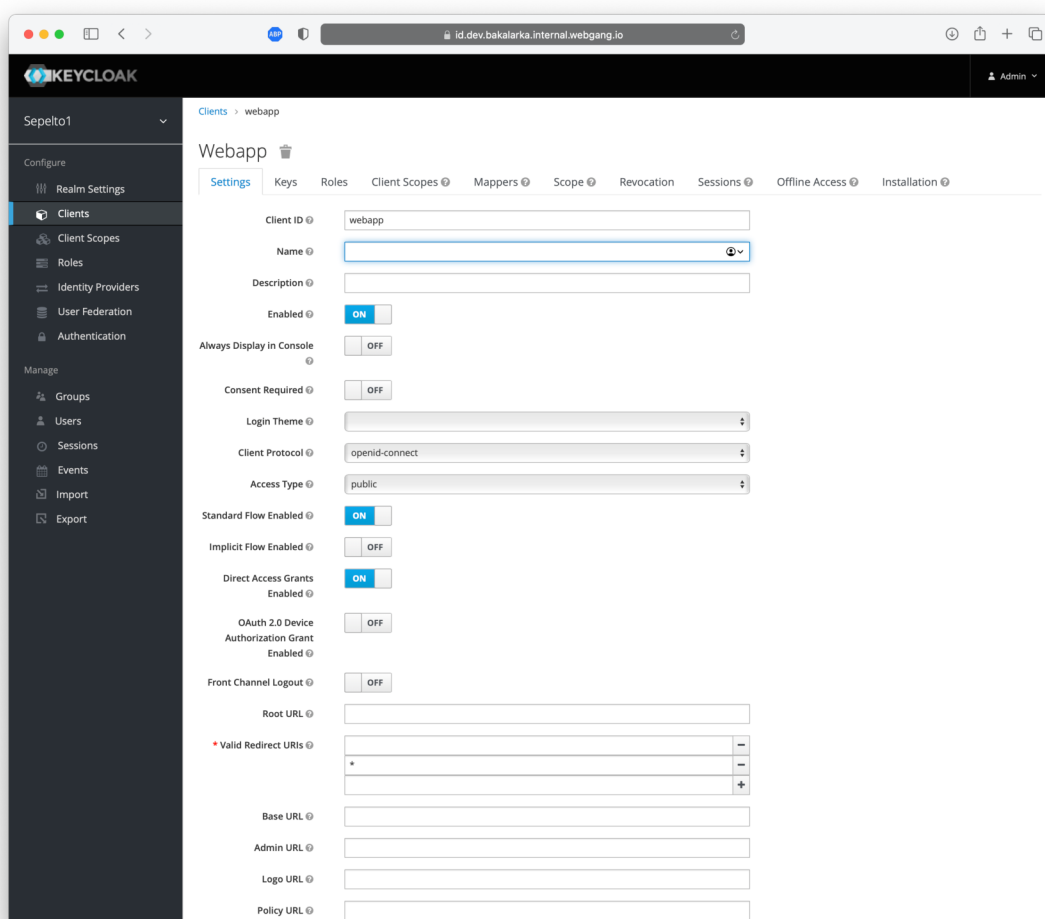 ABP
id.dev.bakalarka.internal.webgang.io
KEYCLOAK
Admin
Sepelto1
Configure
Realm Settings
Clients
Client Scopes
Roles
Identity Providers
User Federation
Authentication
Manage
Groups
Users
Sessions
Events
Import
Export
Clients > webapp
Webapp
Settings Keys Roles Client Scopes Mappers Scope Revocation Sessions Offline Access Installation
Client ID webapp
Name
Description
Enabled ON
Always Display in Console OFF
Consent Required OFF
Login Theme
Client Protocol openid-connect
Access Type public
Standard Flow Enabled ON
Implicit Flow Enabled OFF
Direct Access Grants ON
Enabled
OAuth 2.0 Device OFF
Authorization Grant
Enabled
Front Channel Logout OFF
Root URL
* Valid Redirect URIs
*
Base URL
Admin URL
Logo URL
Policy URL